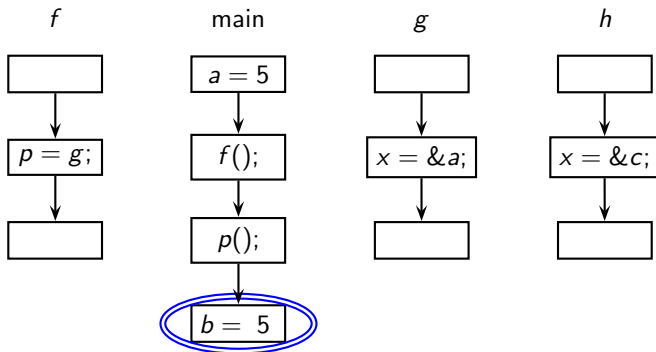 f main g h
a = 5
p = g; f(); x = &a; x = &c;
p();
b = 5